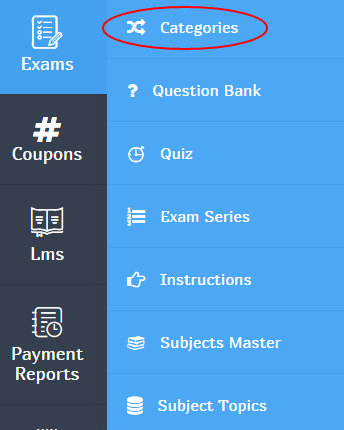 Exams
#
Coupons
Lms
Payment
Reports
Categories
? Question Bank
Quiz
Exam Series
Instructions
Subjects Master
Subject Topics